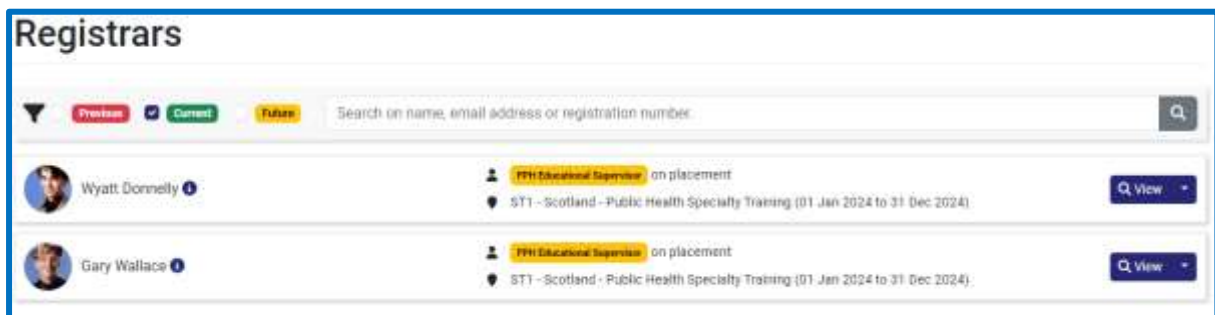 Registrars
Previous Current Future Search on name, email address or registration number.
Wyatt Donnelly
FPH Educational Supervisor on placement
ST1 - Scotland - Public Health Specialty Training (01 Jan 2024 to 31 Dec 2024)
View
Gary Wallace
FPH Educational Supervisor on placement
ST1 - Scotland - Public Health Specialty Training (01 Jan 2024 to 31 Dec 2024)
View